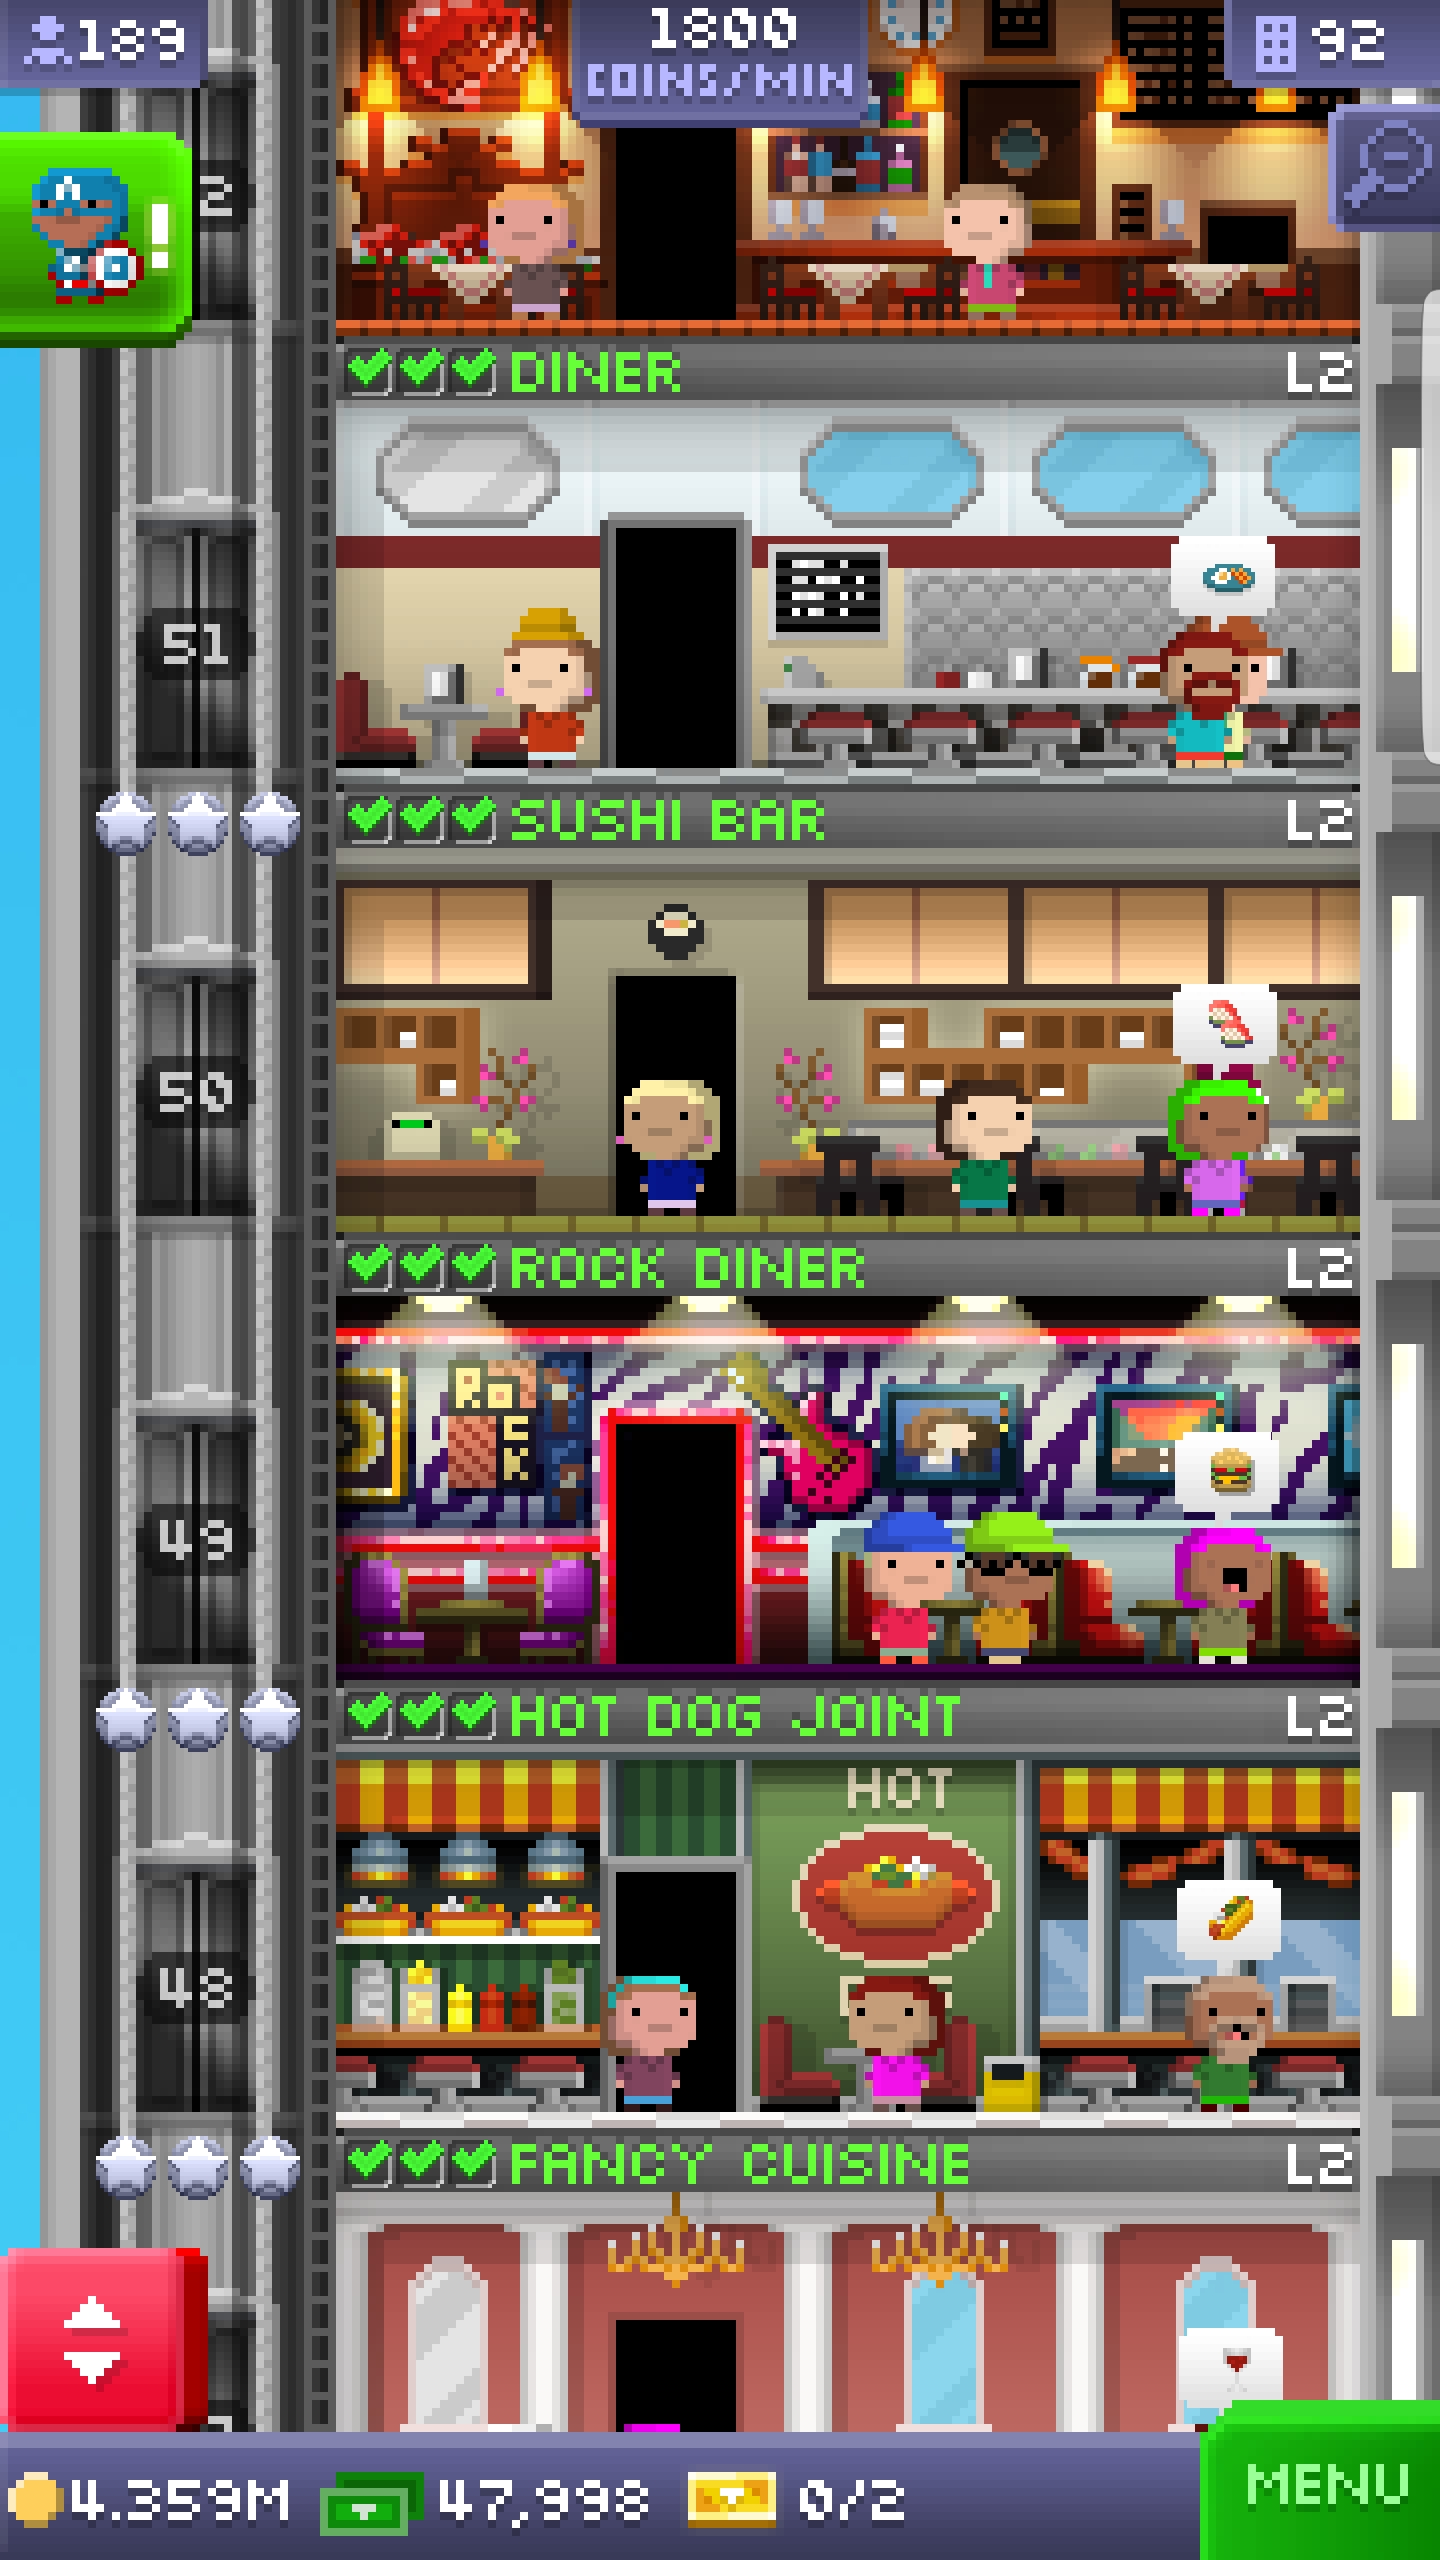 189
1800
COINS/MIN
92
2
!
DINER L2
51
SUSHI BAR L2
50
ROCK DINER L2
ROCK
49
HOT DOG JOINT L2
HOT
48
FANCY CUISINE L2
4.359M 47,998 0/2
MENU